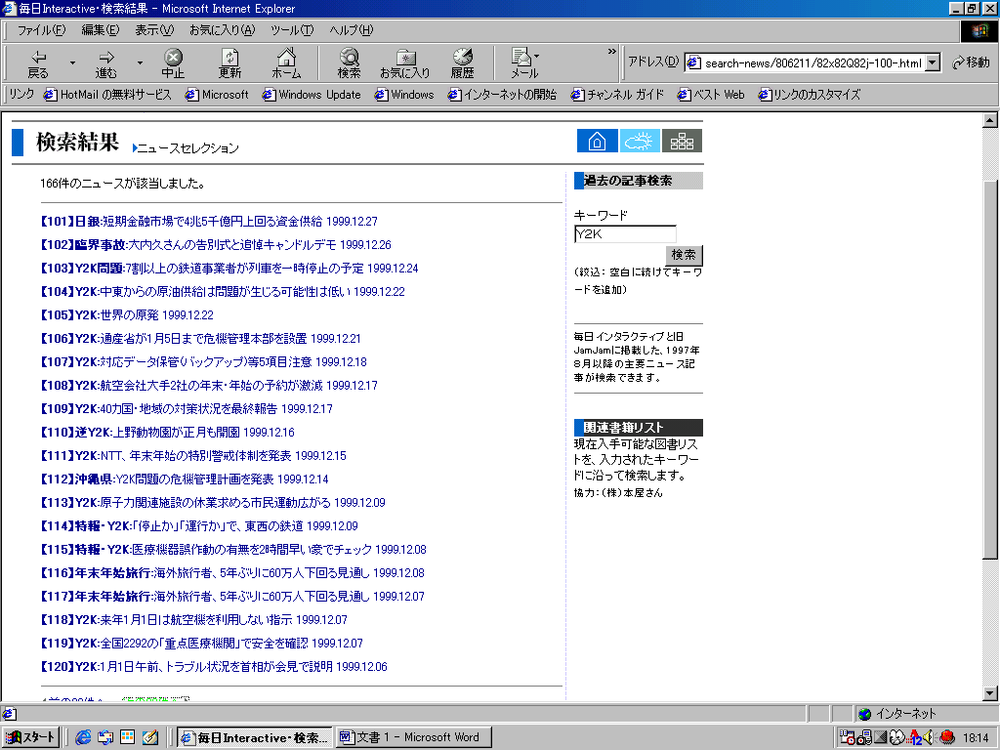 毎日Interactive･検索結果 - Microsoft Internet Explorer
ファイル(F) 編集(E) 表示(V) お気に入り(A) ツール(T) ヘルプ(H)
戻る 進む 中止 更新 ホーム 検索 お気に入り 履歴 メール »
アドレス(D) search-news/806211/82x82Q82j-100-.html 移動
リンク HotMail の無料サービス Microsoft Windows Update Windows インターネットの開始 チャンネル ガイド ベスト Web リンクのカスタマイズ
検索結果 ニュースセレクション
166件のニュースが該当しました。
【101】日銀:短期金融市場で4兆5千億円上回る資金供給 1999.12.27
【102】臨界事故:大内久さんの告別式と追悼キャンドルデモ 1999.12.26
【103】Y2K問題:7割以上の鉄道事業者が列車を一時停止の予定 1999.12.24
【104】Y2K:中東からの原油供給は問題が生じる可能性は低い 1999.12.22
【105】Y2K:世界の原発 1999.12.22
【106】Y2K:通産省が1月5日まで危機管理本部を設置 1999.12.21
【107】Y2K:対応データ保管(バックアップ)等5項目注意 1999.12.18
【108】Y2K:航空会社大手2社の年末・年始の予約が激減 1999.12.17
【109】Y2K:40カ国・地域の対策状況を最終報告 1999.12.17
【110】逆Y2K:上野動物園が正月も開園 1999.12.16
【111】Y2K:NTT、年末年始の特別警戒体制を発表 1999.12.15
【112】沖縄県:Y2K問題の危機管理計画を発表 1999.12.14
【113】Y2K:原子力関連施設の休業求める市民運動広がる 1999.12.09
【114】特報・Y2K:「停止か」「運行か」で、東西の鉄道 1999.12.09
【115】特報・Y2K:医療機器誤作動の有無を2時間早い豪でチェック 1999.12.08
【116】年末年始旅行:海外旅行者、5年ぶりに60万人下回る見通し 1999.12.08
【117】年末年始旅行:海外旅行者、5年ぶりに60万人下回る見通し 1999.12.07
【118】Y2K:来年1月1日は航空機を利用しない指示 1999.12.07
【119】Y2K:全国2292の「重点医療機関」で安全を確認 1999.12.07
【120】Y2K:1月1日午前、トラブル状況を首相が会見で説明 1999.12.06
過去の記事検索
キーワード
Y2K
検索
(絞込：空白に続けてキーワ
ードを追加)
毎日インタラクティブと旧
JamJamに掲載した、1997年
8月以降の主要ニュース記
事が検索できます。
関連書籍リスト
現在入手可能な図書リス
トを、入力されたキーワー
ドに沿って検索します。
協力：(株)本屋さん
インターネット
スタート 毎日Interactive･検索... 文書 1 - Microsoft Word 18:14